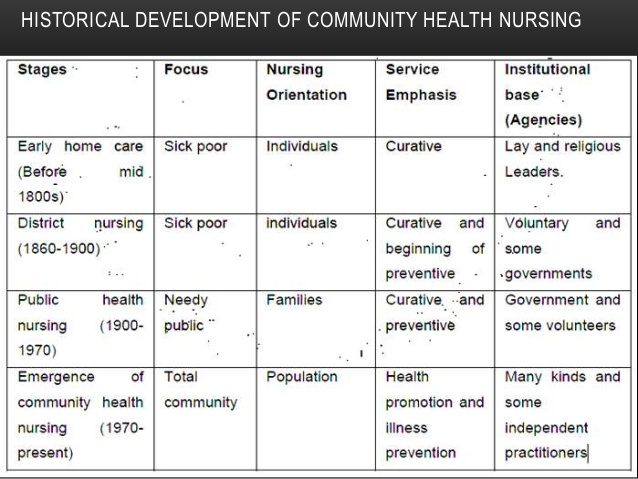 HISTORICAL DEVELOPMENT OF COMMUNITY HEALTH NURSING
Stages
Focus
Nursing
Orientation
Service
Emphasis
Institutional
base
(Agencies)
Early home care
(Before mid
1800s)
Sick poor
Individuals
Curative
Lay and religious
Leaders.
District nursing
(1860-1900)
Sick poor
individuals
Curative and
beginning of
preventive
Voluntary and
some
governments
Public health
nursing (1900-
1970)
Needy
public
Families
Curative and
preventive
Government and
some volunteers
Emergence of
community health
nursing (1970-
present)
Total
community
Population
Health
promotion and
illness
prevention
Many kinds and
some
independent
practitioners